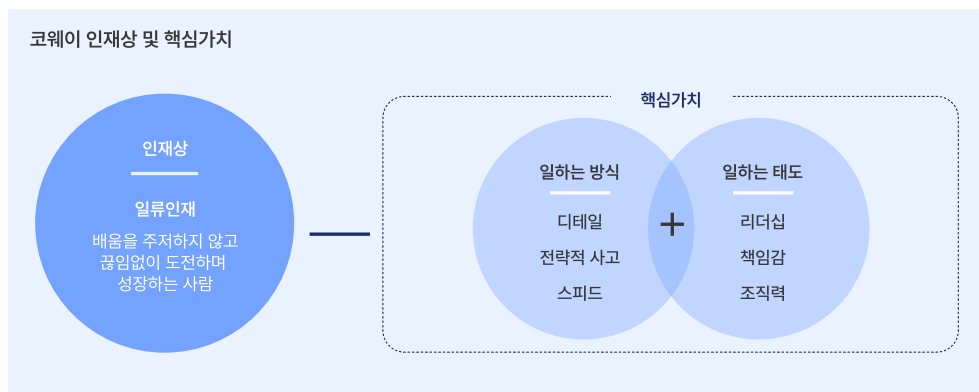 코웨이 인재상 및 핵심가치
인재상
일류인재
배움을 주저하지 않고
끊임없이 도전하며
성장하는 사람
핵심가치
일하는 방식
디테일
전략적 사고
스피드
+
일하는 태도
리더십
책임감
조직력